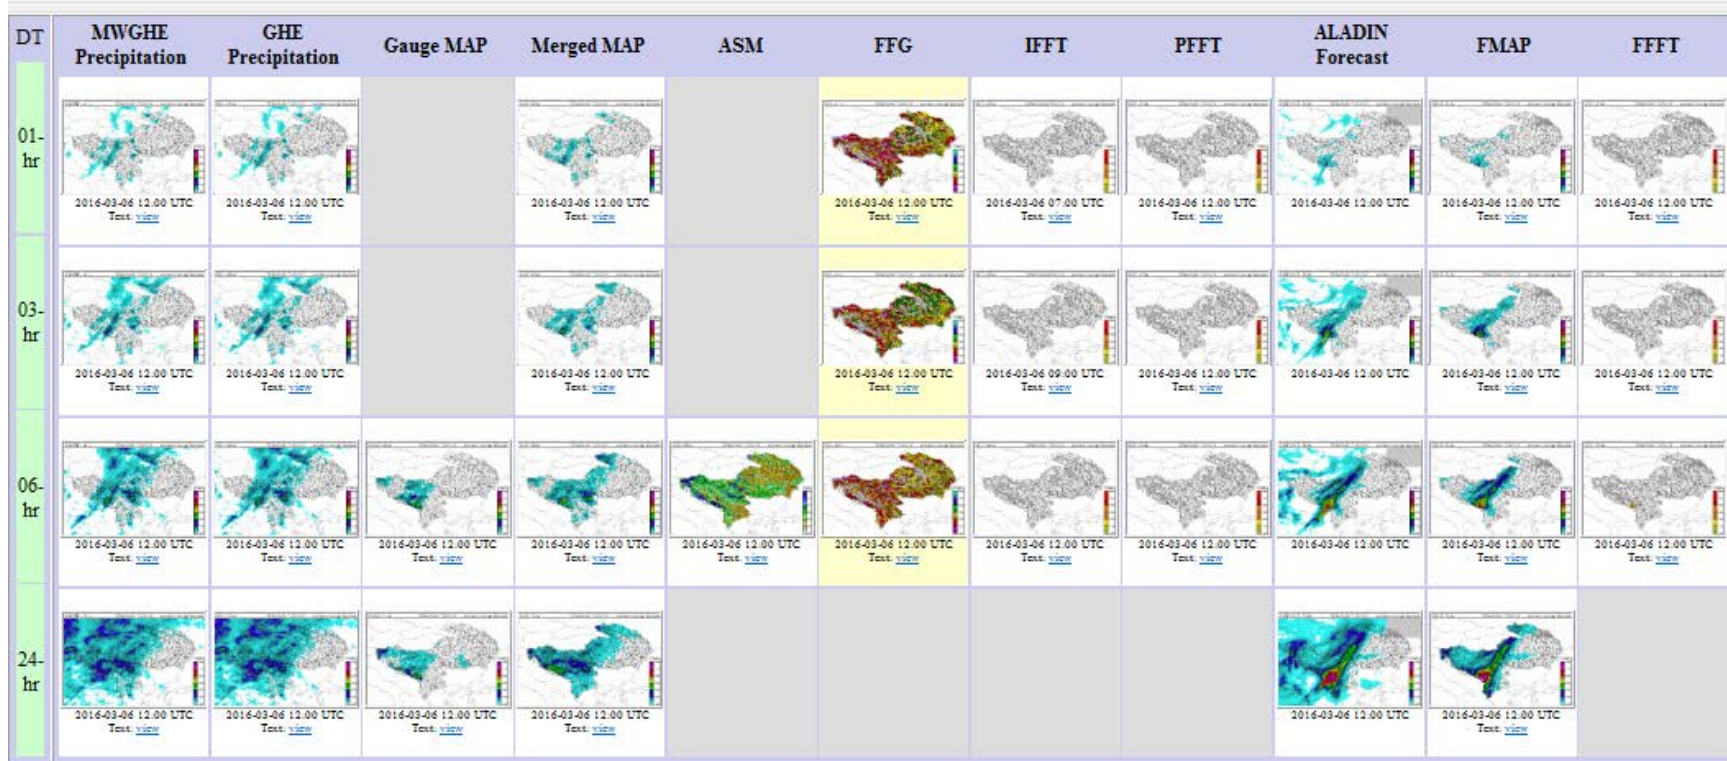 DT
MWGHE
Precipitation
GHE
Precipitation
Gauge MAP
Merged MAP
ASM
FFG
IFFT
PFFT
ALADIN
Forecast
FMAP
FFFT
01-
hr
2016-03-06 12:00 UTC
Text: view
2016-03-06 12:00 UTC
Text: view
2016-03-06 12:00 UTC
Text: view
2016-03-06 12:00 UTC
Text: view
2016-03-06 07:00 UTC
Text: view
2016-03-06 12:00 UTC
Text: view
2016-03-06 12:00 UTC
2016-03-06 12:00 UTC
Text: view
2016-03-06 12:00 UTC
Text: view
03-
hr
2016-03-06 12:00 UTC
Text: view
2016-03-06 12:00 UTC
Text: view
2016-03-06 12:00 UTC
Text: view
2016-03-06 12:00 UTC
Text: view
2016-03-06 09:00 UTC
Text: view
2016-03-06 12:00 UTC
Text: view
2016-03-06 12:00 UTC
2016-03-06 12:00 UTC
Text: view
2016-03-06 12:00 UTC
Text: view
06-
hr
2016-03-06 12:00 UTC
Text: view
2016-03-06 12:00 UTC
Text: view
2016-03-06 12:00 UTC
Text: view
2016-03-06 12:00 UTC
Text: view
2016-03-06 12:00 UTC
Text: view
2016-03-06 12:00 UTC
Text: view
2016-03-06 12:00 UTC
Text: view
2016-03-06 12:00 UTC
Text: view
2016-03-06 12:00 UTC
2016-03-06 12:00 UTC
Text: view
2016-03-06 12:00 UTC
Text: view
24-
hr
2016-03-06 12:00 UTC
Text: view
2016-03-06 12:00 UTC
Text: view
2016-03-06 12:00 UTC
Text: view
2016-03-06 12:00 UTC
Text: view
2016-03-06 12:00 UTC
2016-03-06 12:00 UTC
Text: view